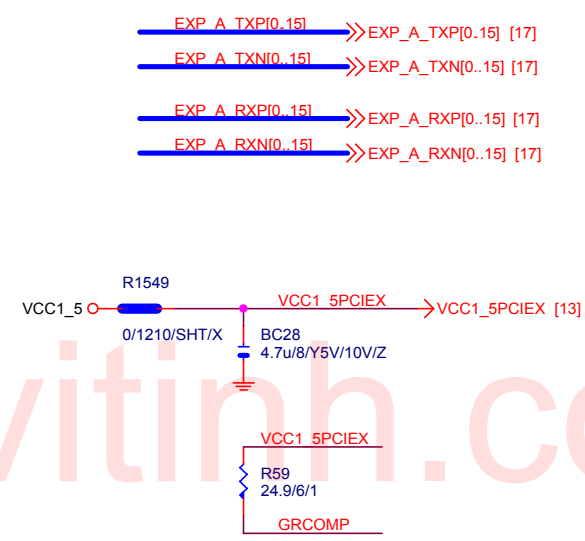 EXP_A_TXP[0..15] EXP_A_TXP[0..15] [17]
EXP_A_TXN[0..15] EXP_A_TXN[0..15] [17]
EXP_A_RXP[0..15] EXP_A_RXP[0..15] [17]
EXP_A_RXN[0..15] EXP_A_RXN[0..15] [17]
R1549
VCC1_5 VCC1_5PCIEX VCC1_5PCIEX [13]
0/1210/SHT/X BC28
4.7u/8/Y5V/10V/Z
vitinh.co
VCC1_5PCIEX
R59
24.9/6/1
GRCOMP